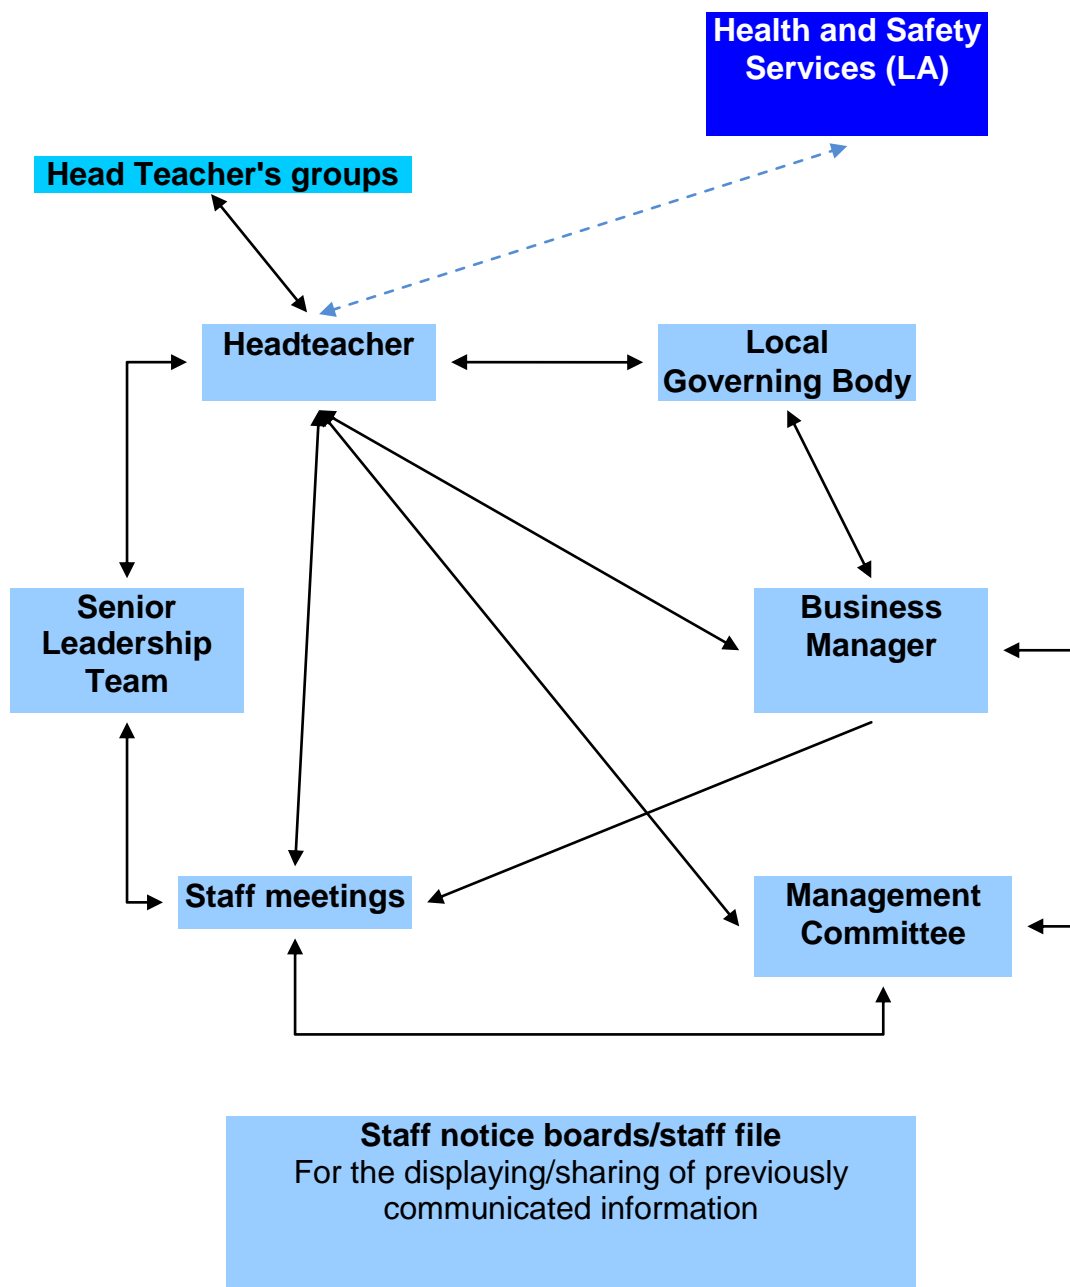 Health and Safety
Services (LA)
Head Teacher's groups
Headteacher
Local
Governing Body
Senior
Leadership
Team
Business
Manager
Staff meetings
Management
Committee
Staff notice boards/staff file
For the displaying/sharing of previously
communicated information